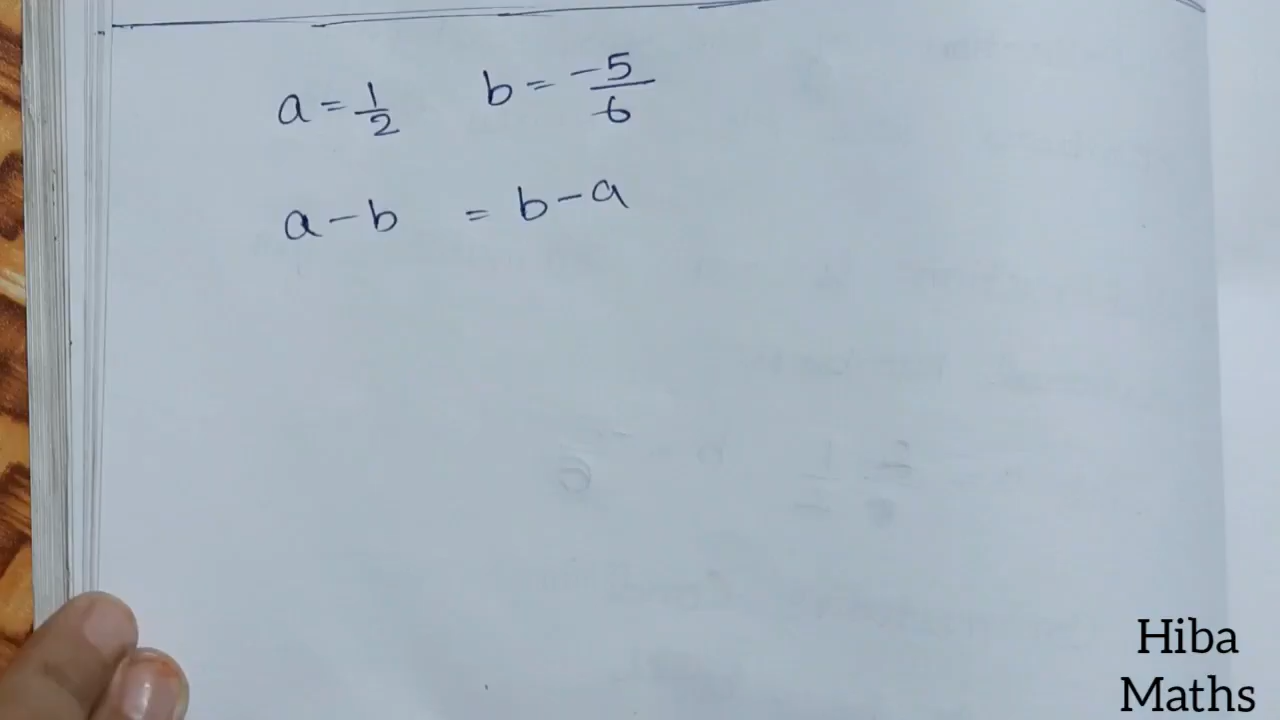 a = 1/2 b = -5/6
a - b = b - a
Hiba
Maths